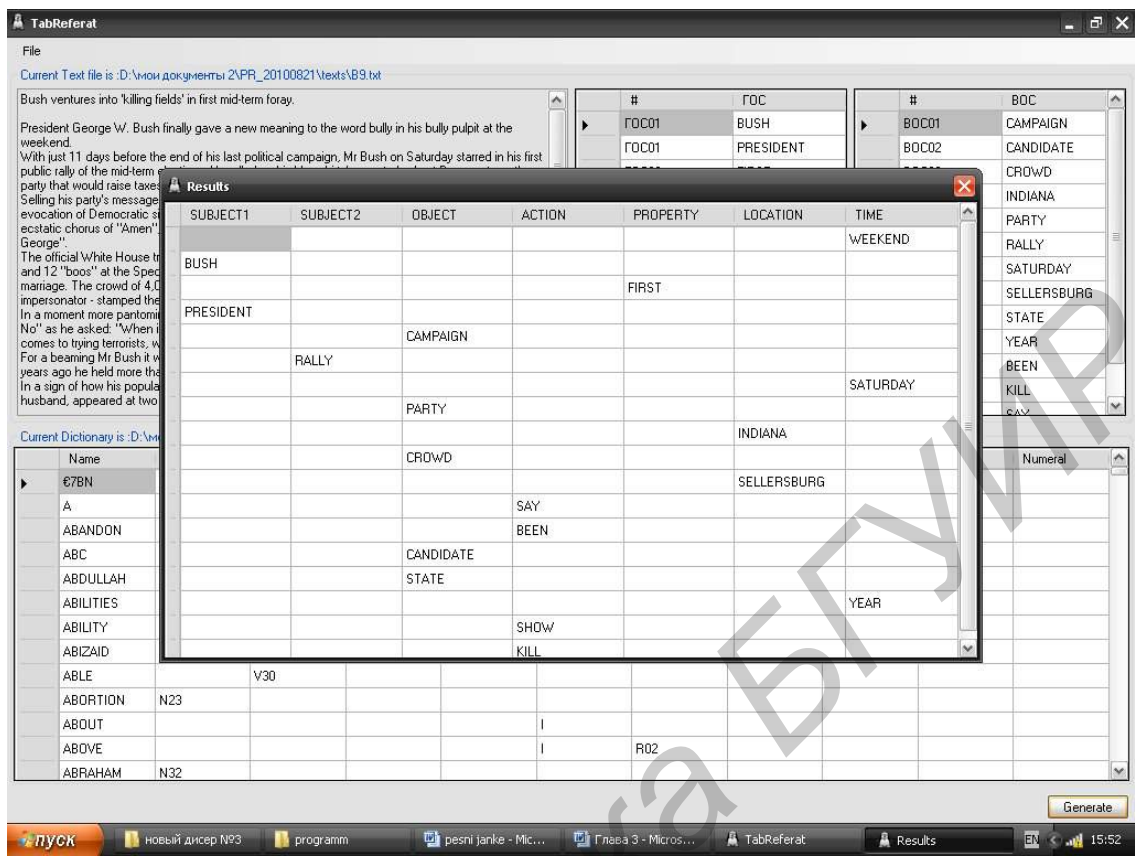 TabReferat
File
Current Text file is :D:\мои документы 2\PR_20100821\texts\B9.txt
Bush ventures into 'killing fields' in first mid-term foray.
President George W. Bush finally gave a new meaning to the word bully in his bully pulpit at the
weekend.
With just 11 days before the end of his last political campaign, Mr Bush on Saturday starred in his first
public rally of the mid-term
party that would raise taxes
Selling his party's message
evocation of Democratic
ecstatic chorus of "Amen"
George".
The official White House
and 12 "boos" at the
marriage. The crowd of
impersonator - stamped the
In a moment more
No" as he asked: "When
comes to trying terrorists,
For a beaming Mr Bush it
years ago he held more
In a sign of how his
husband, appeared at two
# ГОС
ГОС01 BUSH
ГОС01 PRESIDENT
# ВОС
ВОС01 CAMPAIGN
ВОС02 CANDIDATE
CROWD
INDIANA
PARTY
RALLY
SATURDAY
SELLERSBURG
STATE
YEAR
BEEN
KILL
SAY
Results
SUBJECT1 SUBJECT2 OBJECT ACTION PROPERTY LOCATION TIME
WEEKEND
BUSH
FIRST
PRESIDENT
CAMPAIGN
RALLY
SATURDAY
PARTY
INDIANA
CROWD
SELLERSBURG
SAY
BEEN
CANDIDATE
STATE
YEAR
SHOW
KILL
Current Dictionary is :D:\
Name Numeral
€7BN
A
ABANDON
ABC
ABDULLAH
ABILITIES
ABILITY
ABIZAID
ABLE V30
ABORTION N23
ABOUT I
ABOVE I R02
ABRAHAM N32
Generate
пуск новый дисер №3 programm pesni janke - Mic... Глава 3 - Micros... TabReferat Results EN 15:52
БГУИР